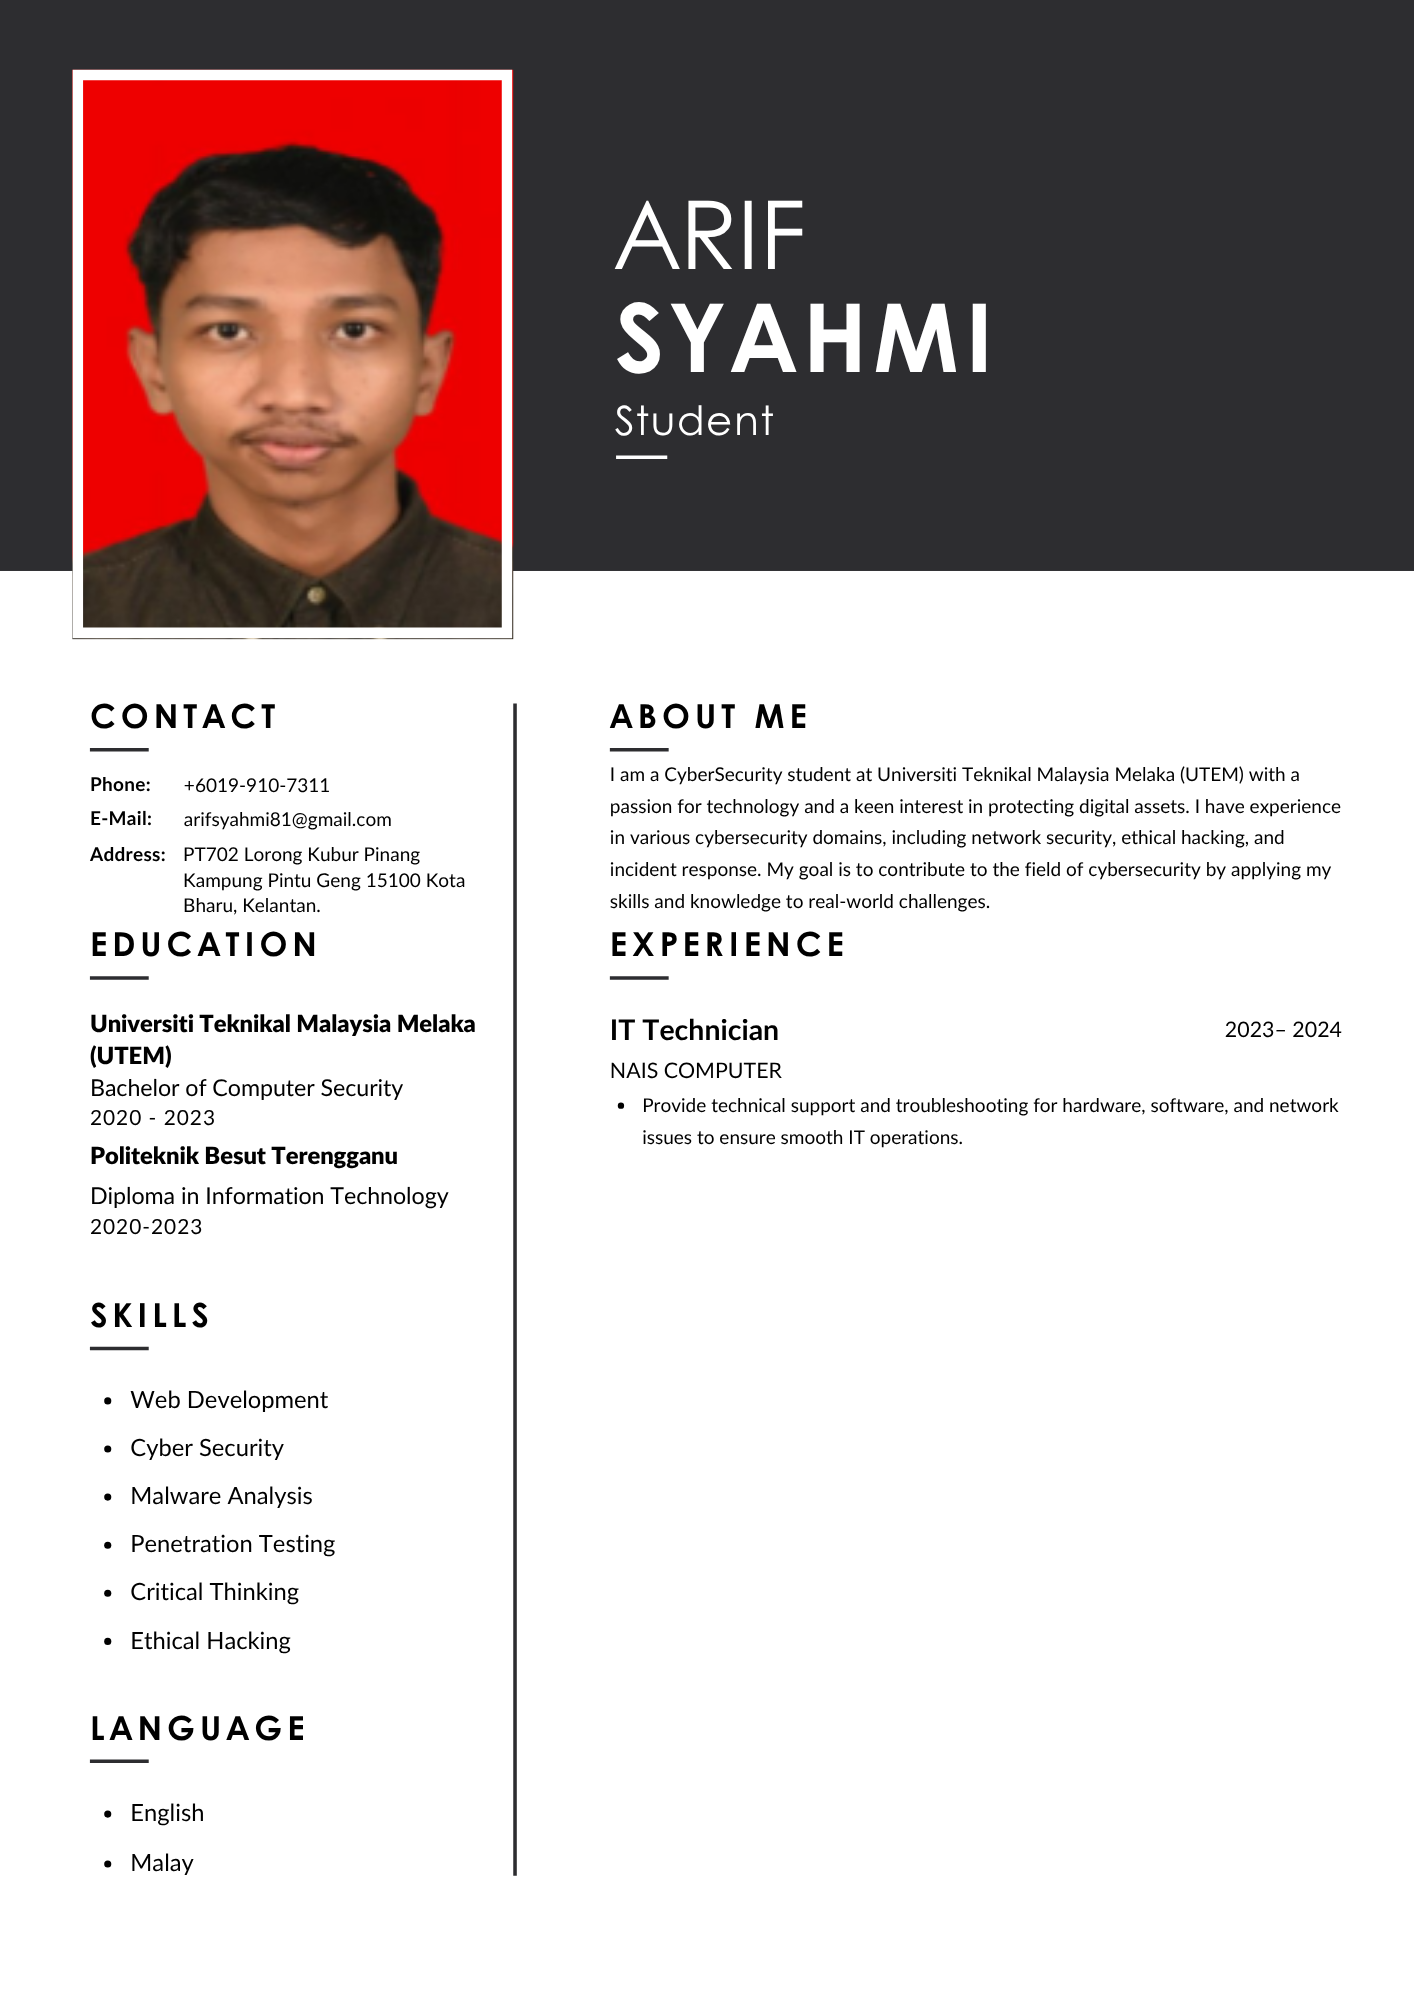 ARIF
SYAHMI
Student
CONTACT
Phone: +6019-910-7311
E-Mail: arifsyahmi81@gmail.com
Address: PT702 Lorong Kubur Pinang
Kampung Pintu Geng 15100 Kota
Bharu, Kelantan.
EDUCATION
Universiti Teknikal Malaysia Melaka
(UTEM)
Bachelor of Computer Security
2020 - 2023
Politeknik Besut Terengganu
Diploma in Information Technology
2020-2023
SKILLS
• Web Development
• Cyber Security
• Malware Analysis
• Penetration Testing
• Critical Thinking
• Ethical Hacking
LANGUAGE
• English
• Malay
ABOUT ME
I am a CyberSecurity student at Universiti Teknikal Malaysia Melaka (UTEM) with a
passion for technology and a keen interest in protecting digital assets. I have experience
in various cybersecurity domains, including network security, ethical hacking, and
incident response. My goal is to contribute to the field of cybersecurity by applying my
skills and knowledge to real-world challenges.
EXPERIENCE
IT Technician 2023– 2024
NAIS COMPUTER
• Provide technical support and troubleshooting for hardware, software, and network
issues to ensure smooth IT operations.